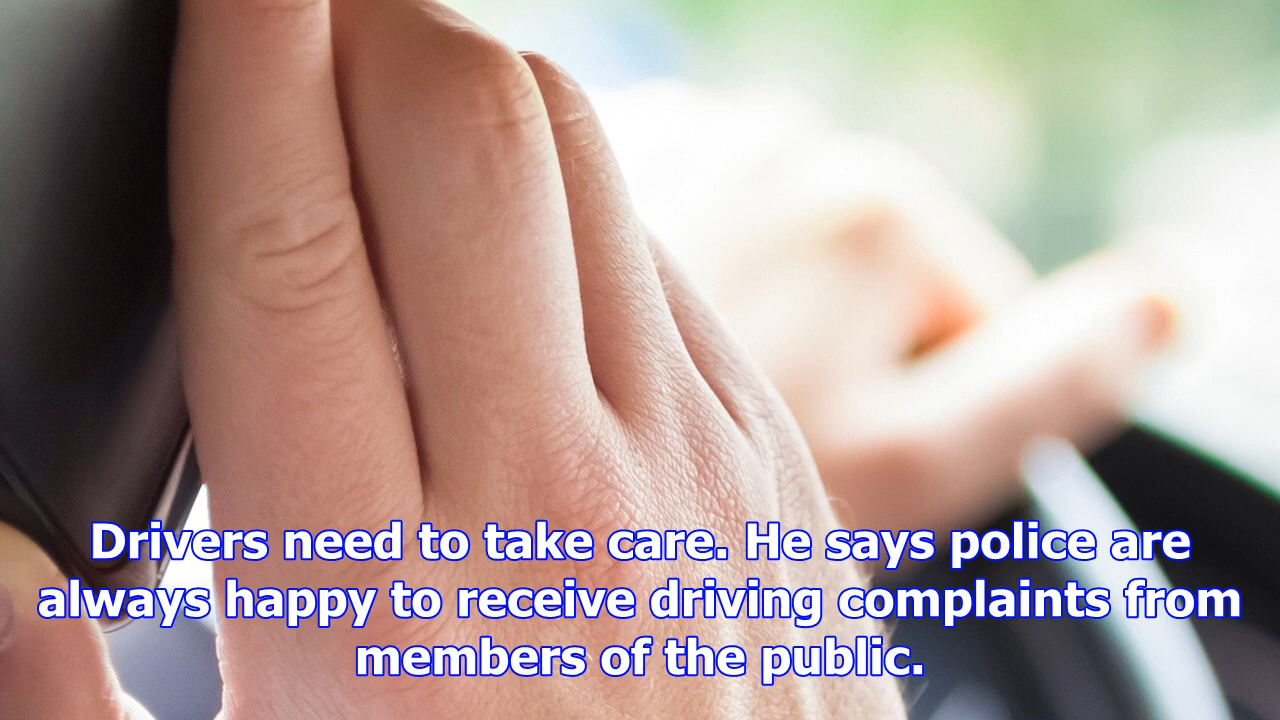 Drivers need to take care. He says police are
always happy to receive driving complaints from
members of the public.